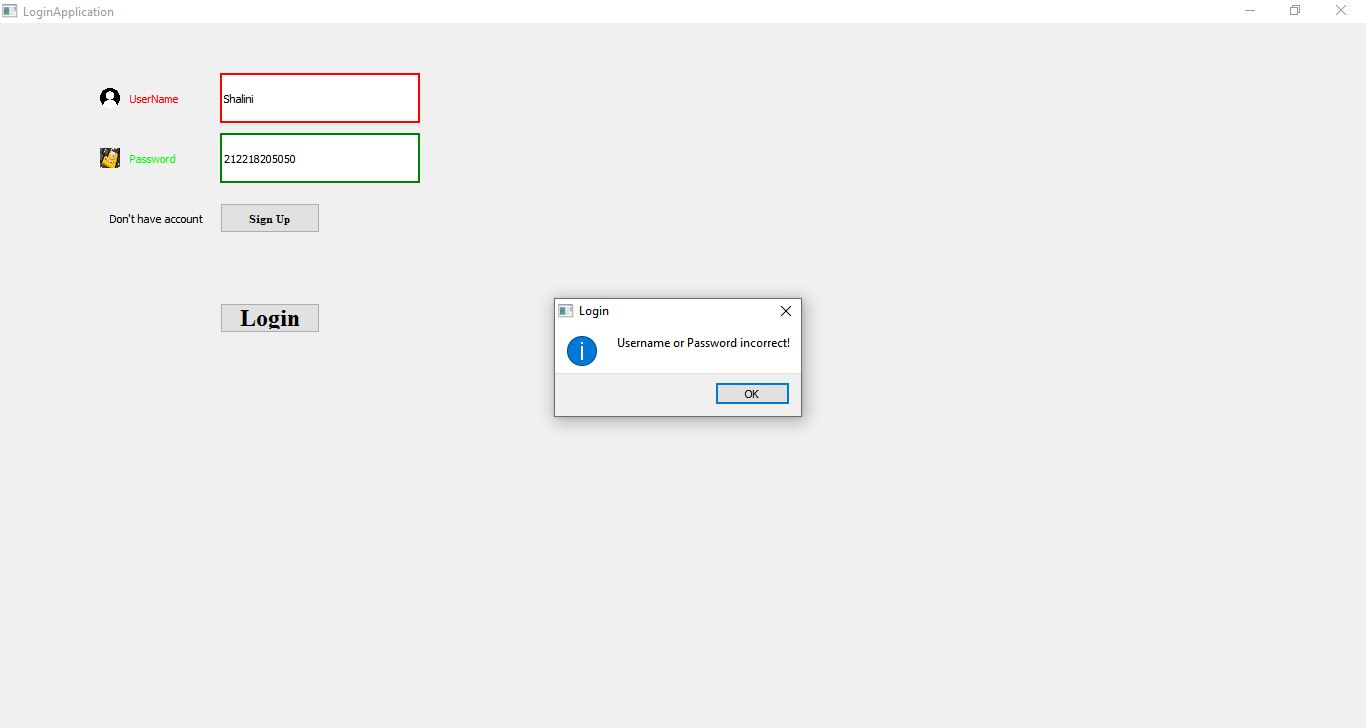 LoginApplication
UserName
Shalini
Password
212218205050
Don't have account
Sign Up
Login
Login
Username or Password incorrect!
OK